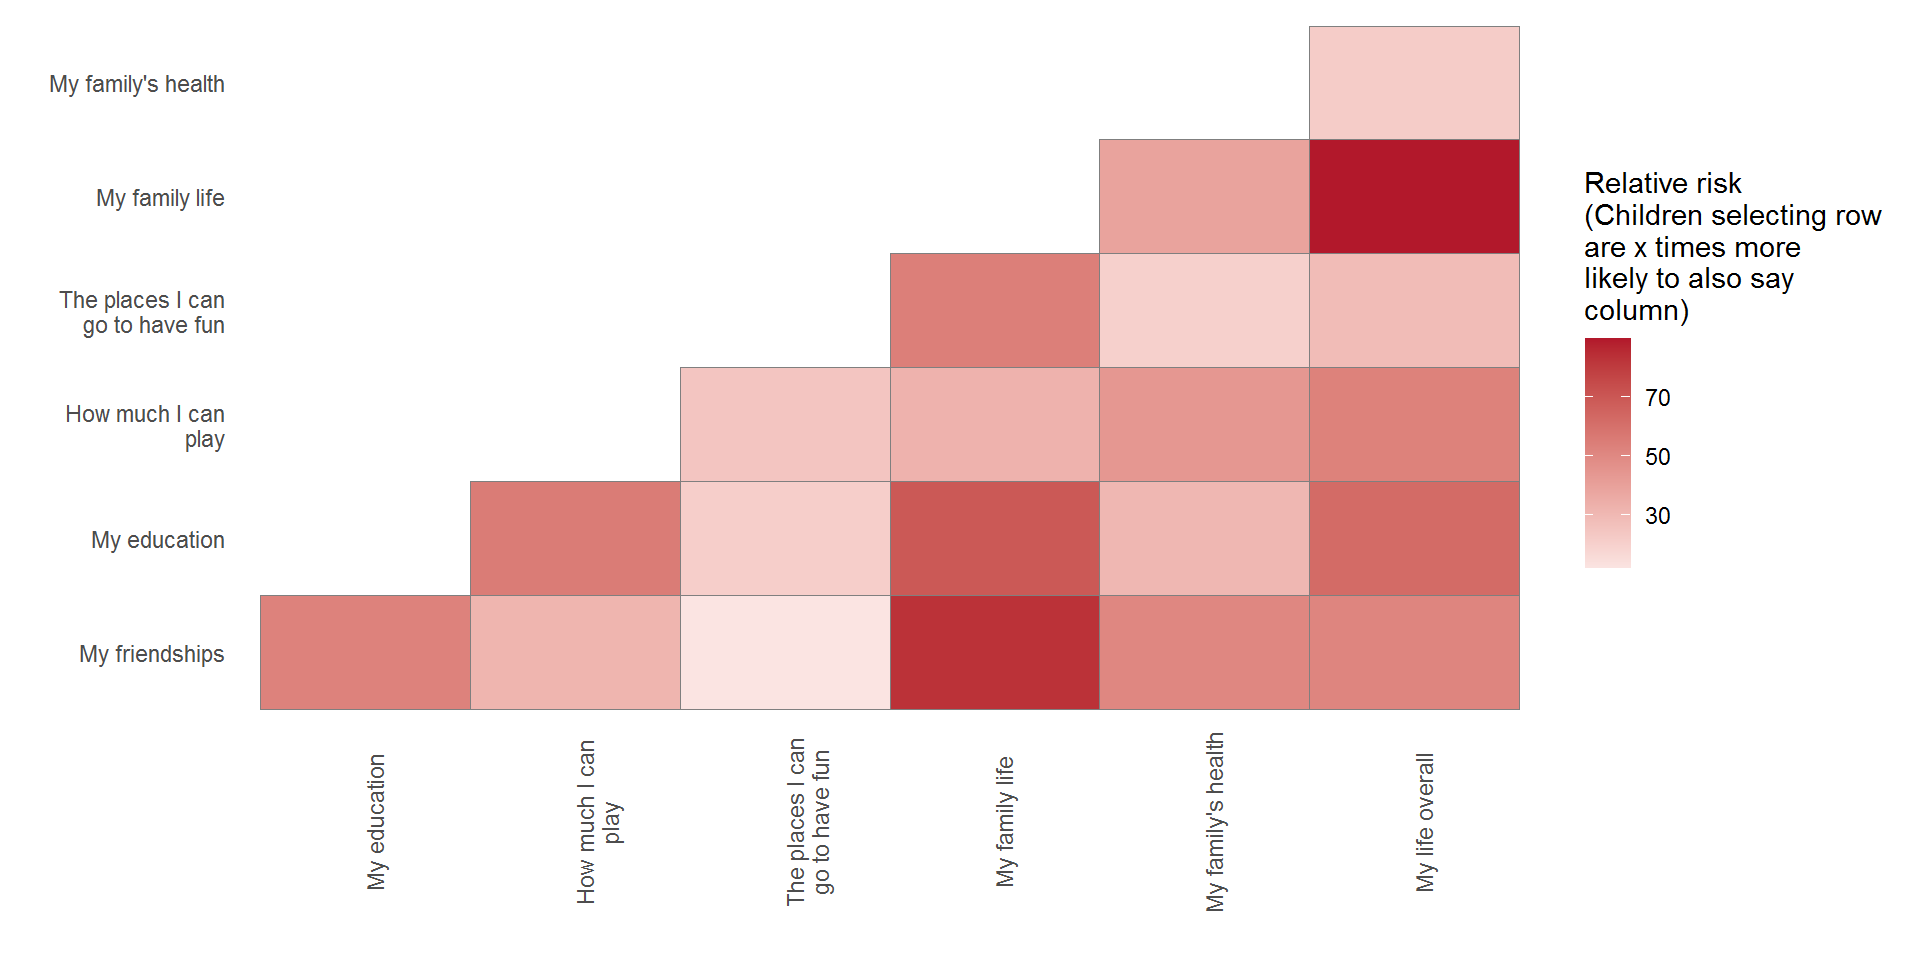 My family's health
My family life
The places I can
go to have fun
How much I can
play
My education
My friendships
My education
How much I can
play
The places I can
go to have fun
My family life
My family's health
My life overall
Relative risk
(Children selecting row
are x times more
likely to also say
column)
70
50
30